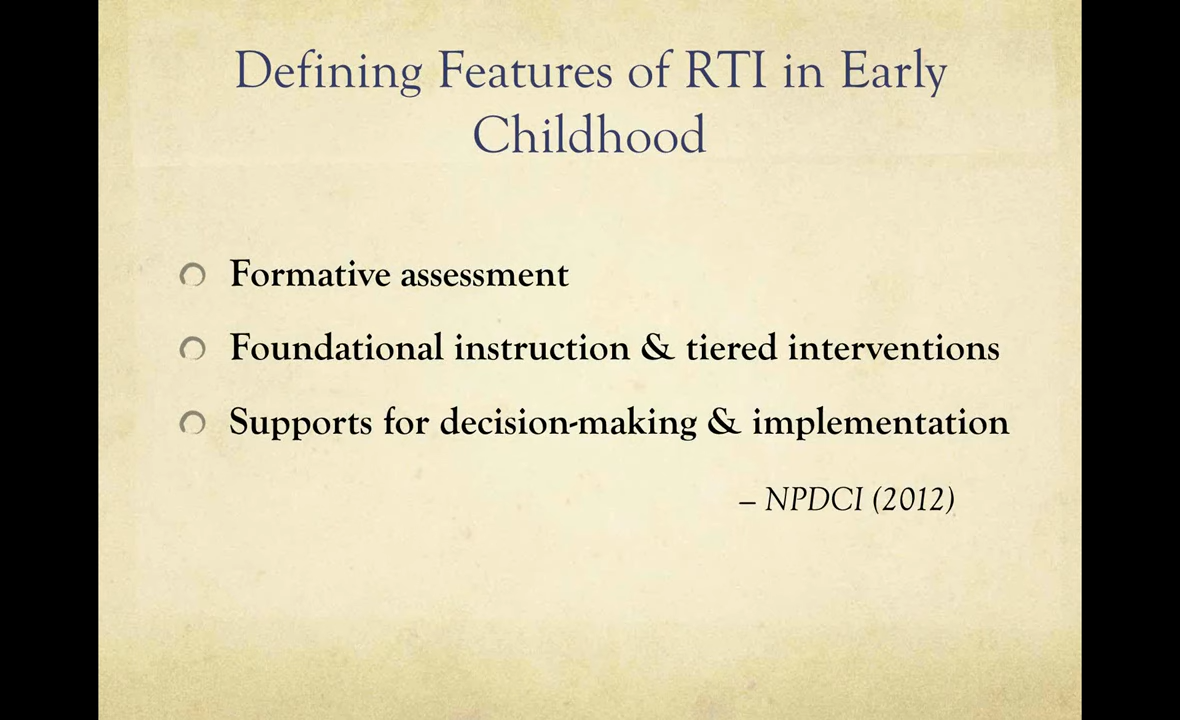 Defining Features of RTI in Early
Childhood
Formative assessment
Foundational instruction & tiered interventions
Supports for decision-making & implementation
– NPDCI (2012)